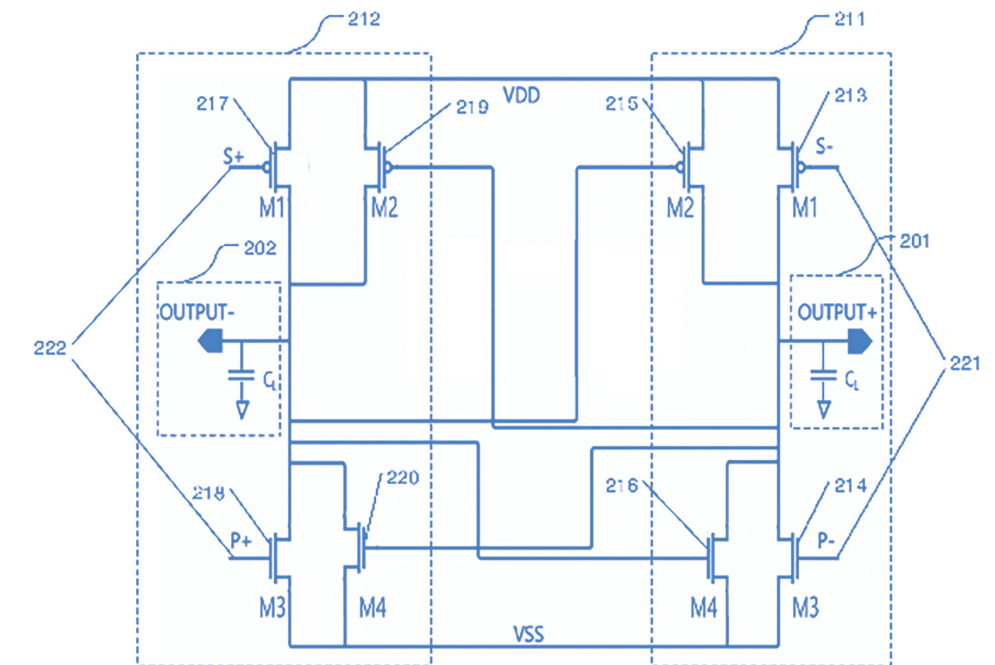 212
211
VDD
217
219
215
213
S+
S-
M1
M2
M2
M1
202
201
OUTPUT-
OUTPUT+
222
221
CL
CL
218
220
216
214
P+
P-
M3
M4
M4
M3
VSS